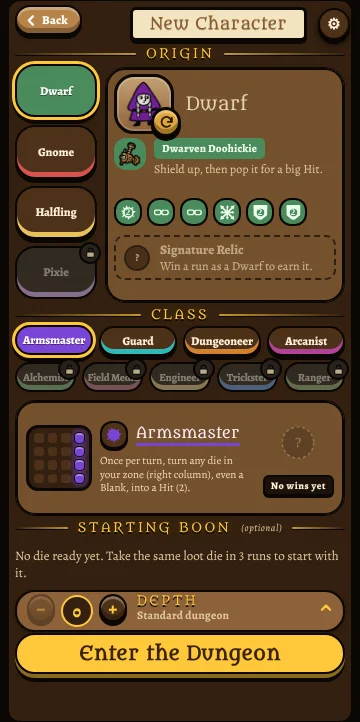 Back
New Character
ORIGIN
Dwarf
Gnome
Halfling
Pixie
Dwarf
Dwarven Doohickie
Shield up, then pop it for a big Hit.
2
2
?
Signature Relic
Win a run as a Dwarf to earn it.
CLASS
Armsmaster
Guard
Dungeoneer
Arcanist
Ranger
Armsmaster
Once per turn, turn any die in
your zone (right column), even a
Blank, into a Hit (2).
?
No wins yet
STARTING BOON (optional)
No die ready yet. Take the same loot die in 3 runs to start with
it.
− 0 +
DEPTH
Standard dungeon
Enter the Dungeon